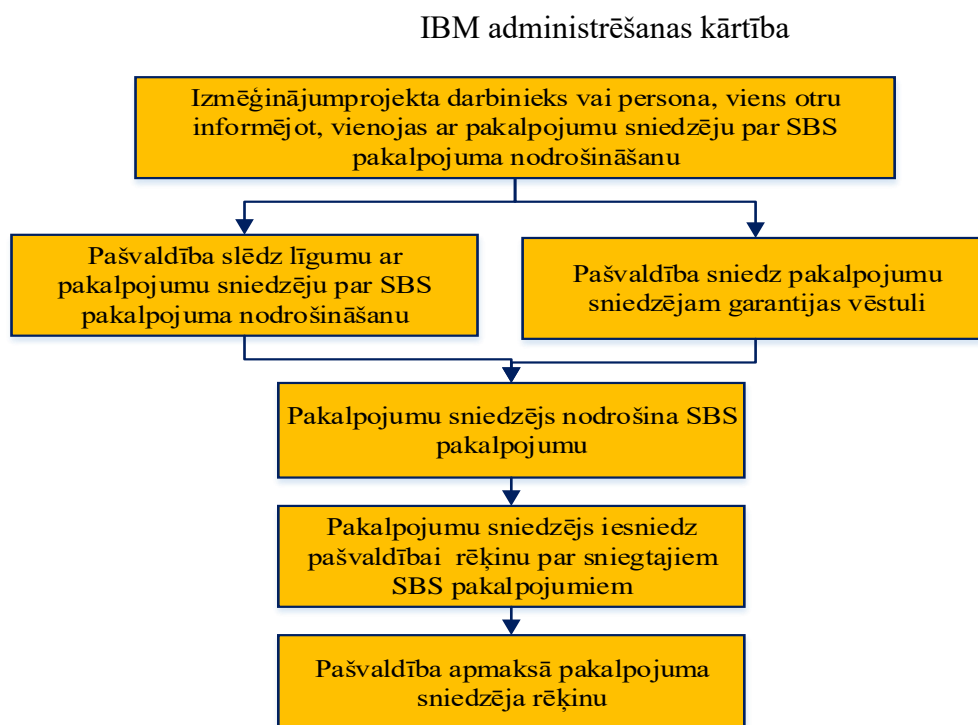 IBM administrēšanas kārtība
Izmēģinājumprojekta darbinieks vai persona, viens otru
informējot, vienojas ar pakalpojumu sniedzēju par SBS
pakalpojuma nodrošināšanu
Pašvaldība slēdz līgumu ar
pakalpojumu sniedzēju par SBS
pakalpojuma nodrošināšanu
Pašvaldība sniedz pakalpojumu
sniedzējam garantijas vēstuli
Pakalpojumu sniedzējs nodrošina SBS
pakalpojumu
Pakalpojumu sniedzējs iesniedz
pašvaldībai rēķinu par sniegtajiem
SBS pakalpojumiem
Pašvaldība apmaksā pakalpojuma
sniedzēja rēķinu